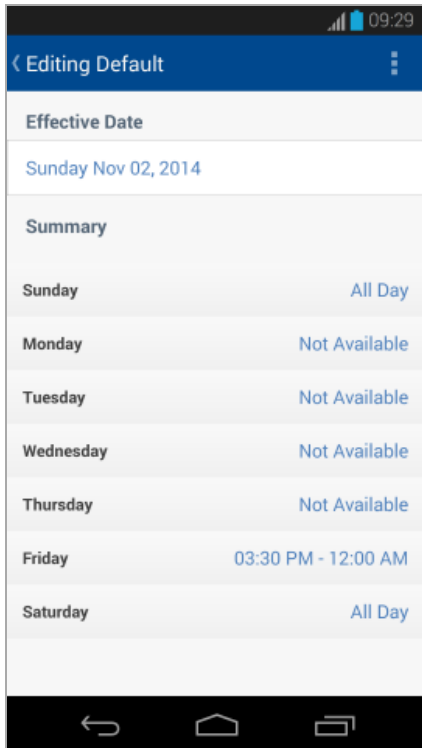 09:29
Editing Default
Effective Date
Sunday Nov 02, 2014
Summary
Sunday All Day
Monday Not Available
Tuesday Not Available
Wednesday Not Available
Thursday Not Available
Friday 03:30 PM - 12:00 AM
Saturday All Day